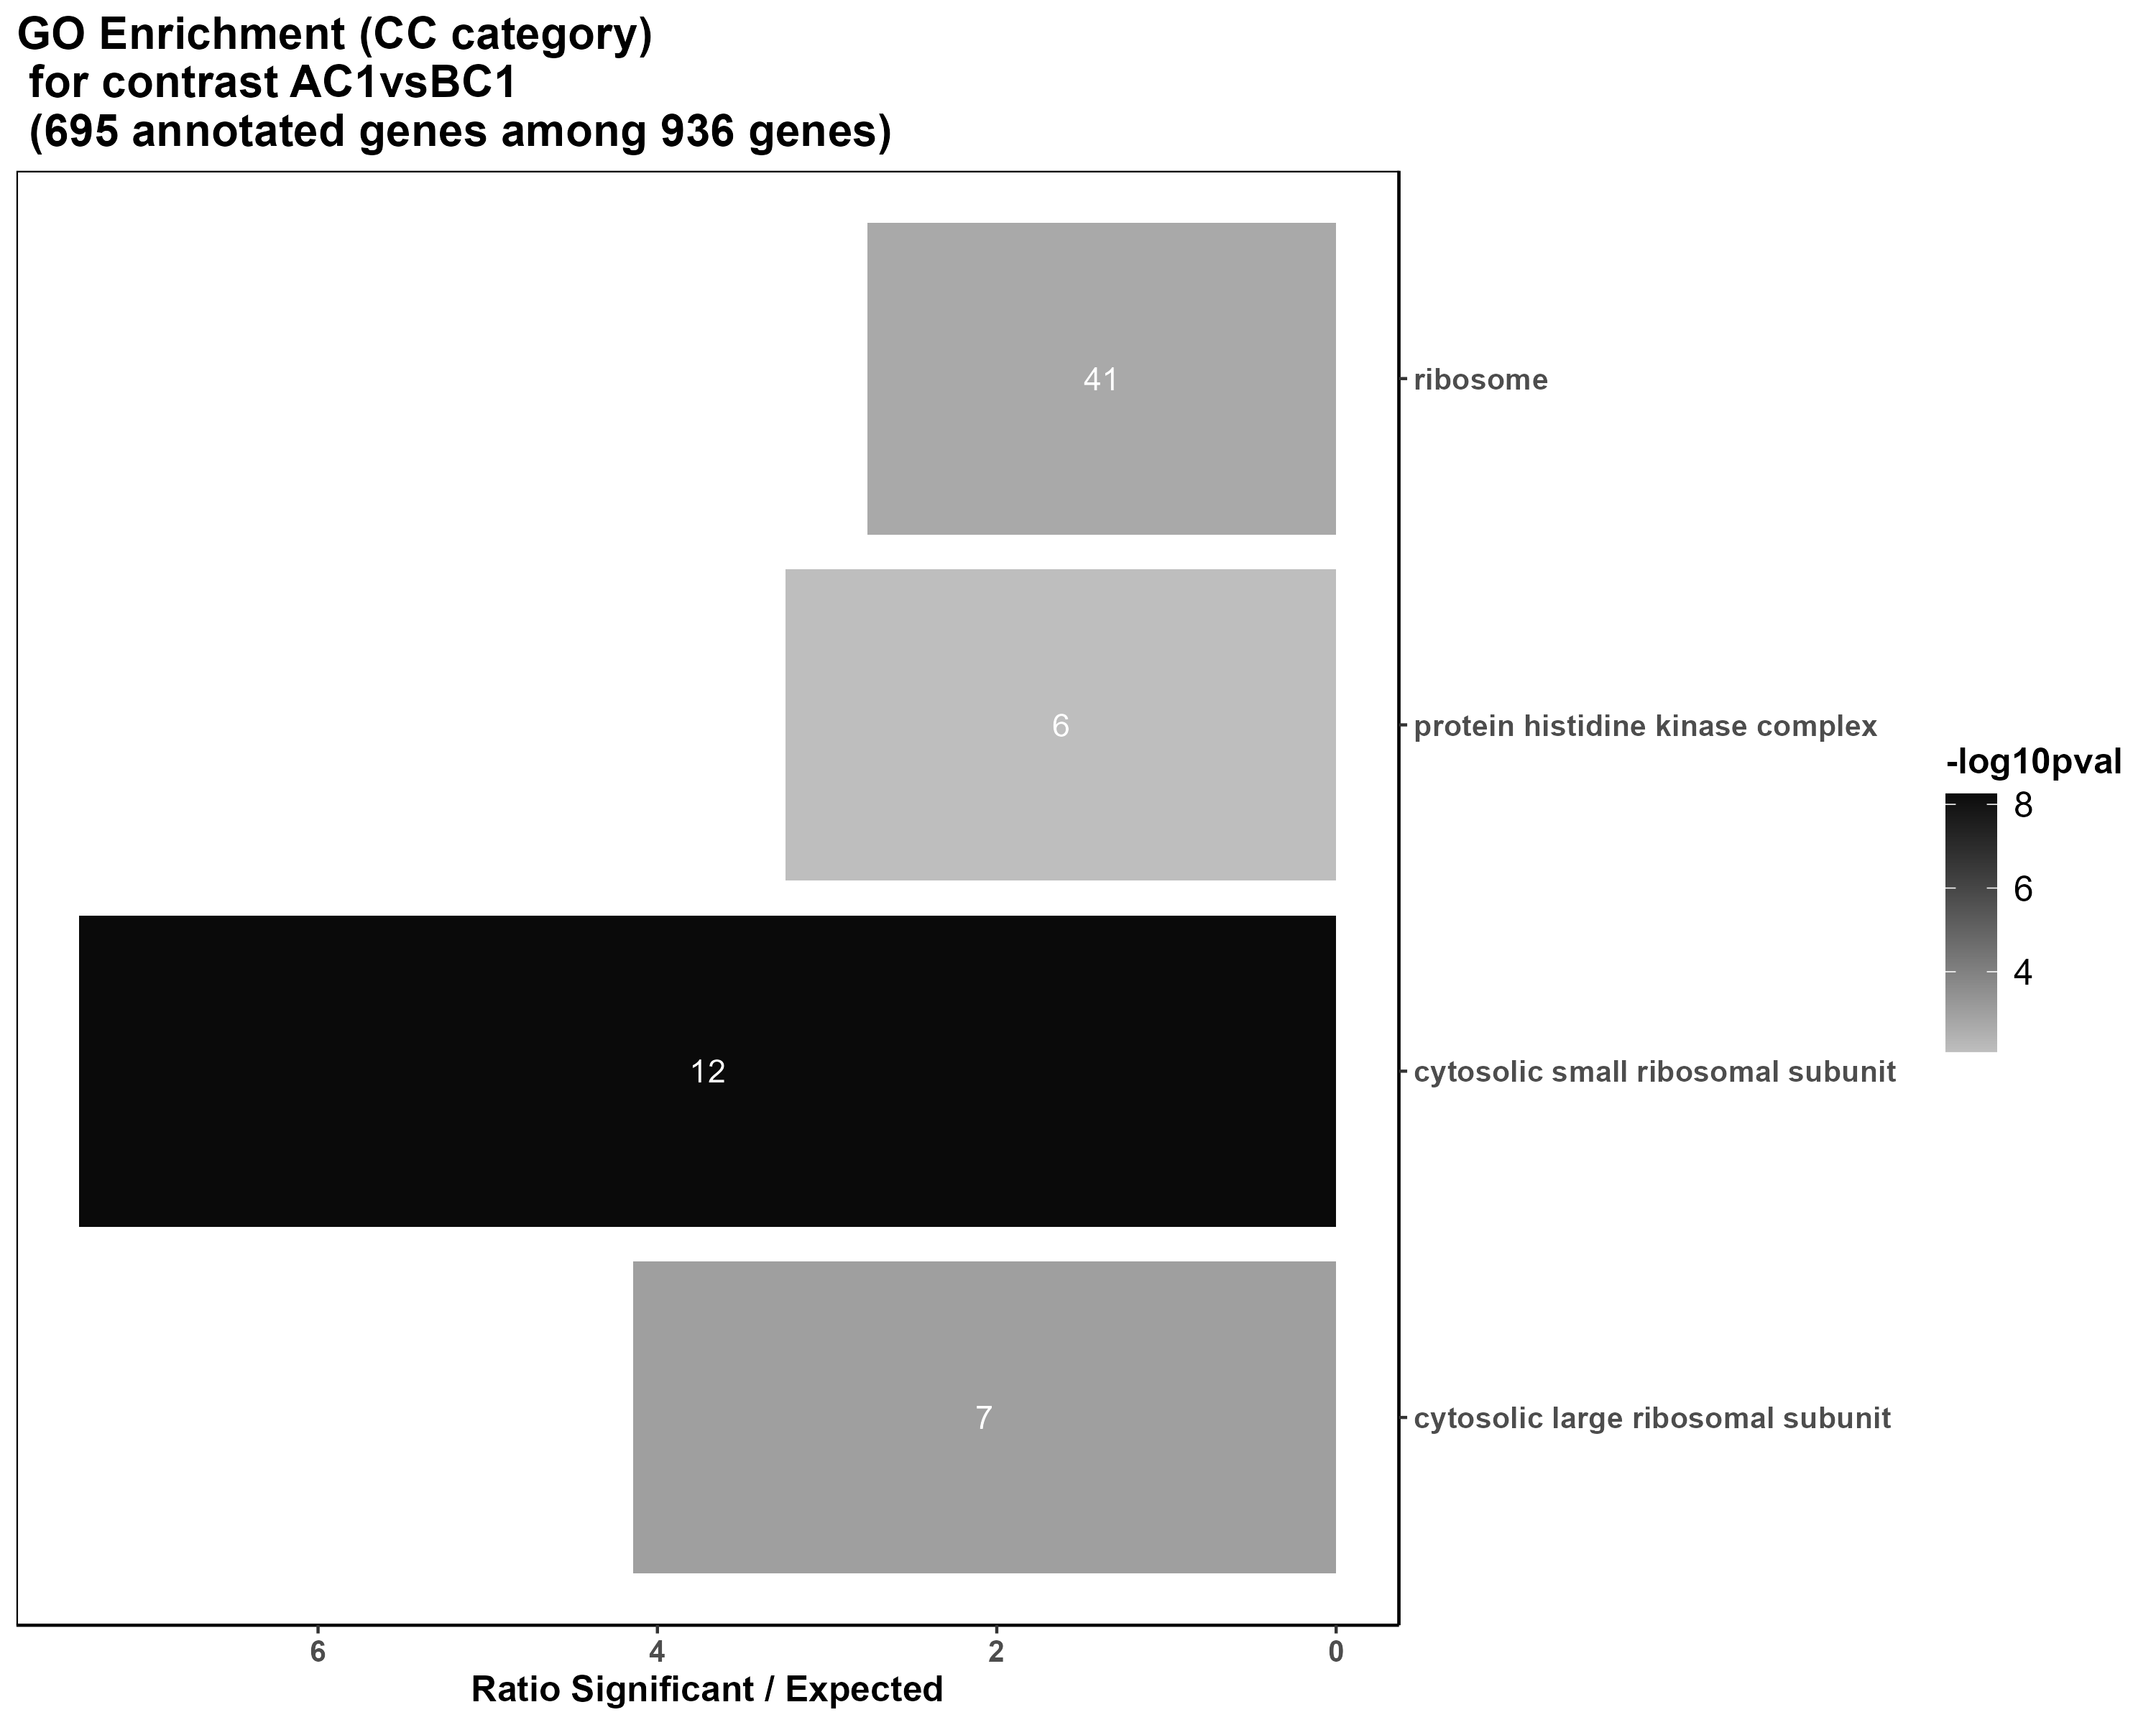 GO Enrichment (CC category)
for contrast AC1vsBC1
(695 annotated genes among 936 genes)
41
ribosome
6
protein histidine kinase complex
-log10pval
8
6
4
12
cytosolic small ribosomal subunit
7
cytosolic large ribosomal subunit
6 4 2 0
Ratio Significant / Expected